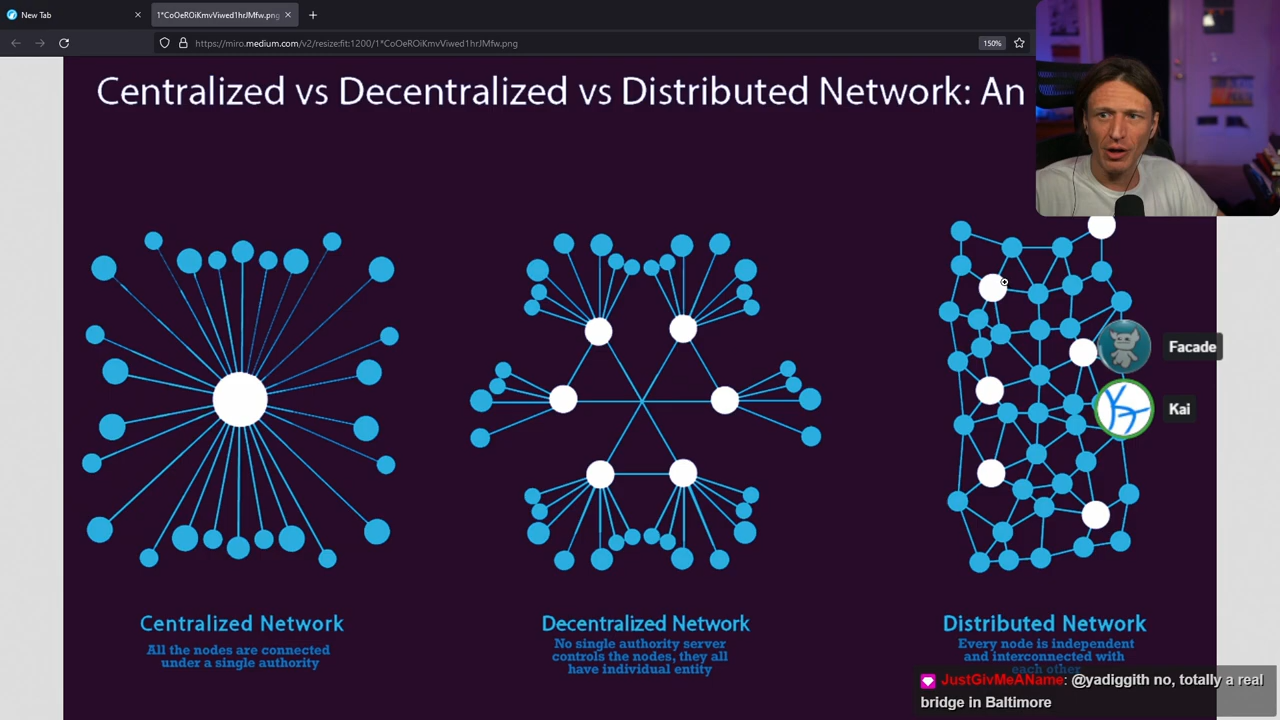 New Tab
1*CoOeROiKmvViwed1hrJMfw.png
https://miro.medium.com/v2/resize:fit:1200/1*CoOeROiKmvViwed1hrJMfw.png
150%
Centralized vs Decentralized vs Distributed Network: An
Facade
Kai
Centralized Network
All the nodes are connected
under a single authority
Decentralized Network
No single authority server
controls the nodes, they all
have individual entity
Distributed Network
Every node is independent
and interconnected with
each other
JustGivMeAName: @yadiggith no, totally a real
bridge in Baltimore